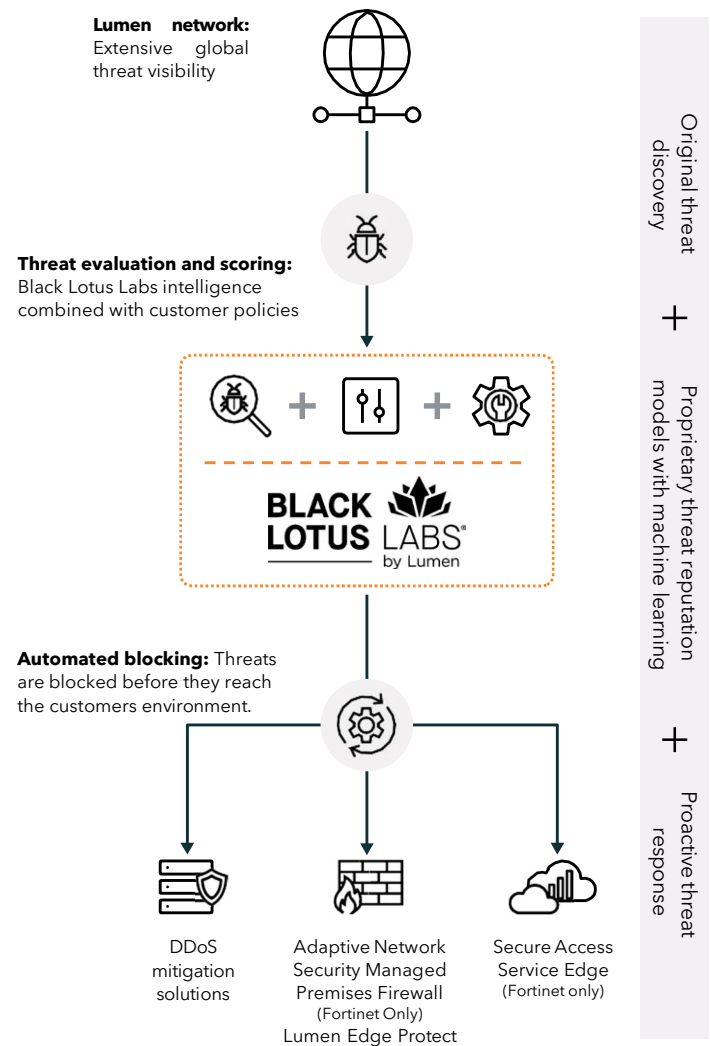 Lumen network:
Extensive global
threat visibility
Threat evaluation and scoring:
Black Lotus Labs intelligence
combined with customer policies
BLACK
LOTUS LABS®
by Lumen
Automated blocking: Threats
are blocked before they reach
the customers environment.
DDoS
mitigation
solutions
Adaptive Network
Security Managed
Premises Firewall
(Fortinet Only)
Lumen Edge Protect
Secure Access
Service Edge
(Fortinet only)
Original threat
discovery
+
Proprietary threat reputation
models with machine learning
+
Proactive threat
response